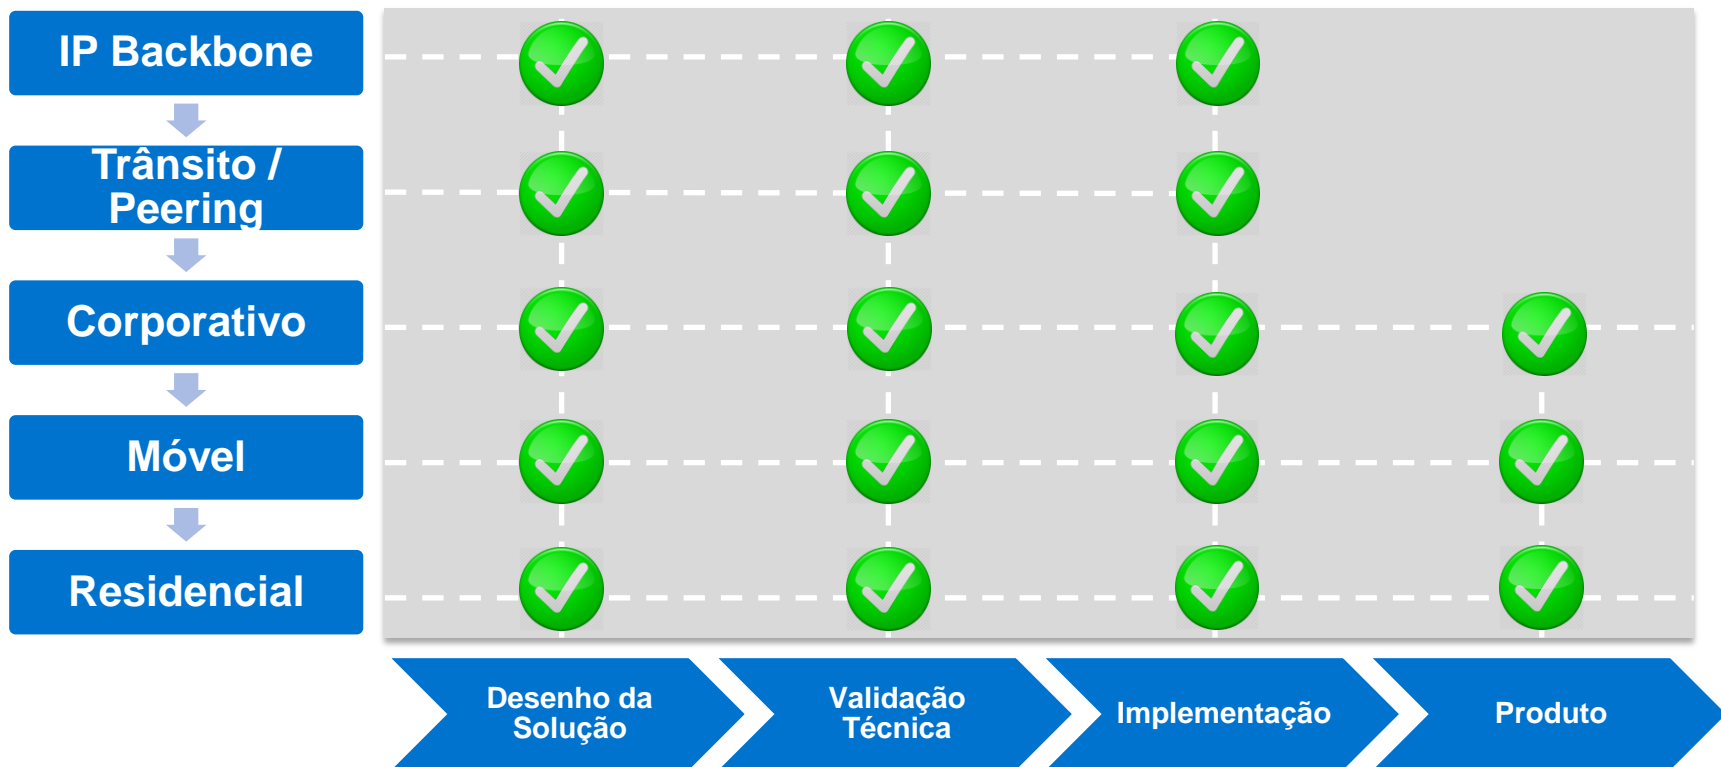 IP Backbone
Trânsito /
Peering
Corporativo
Móvel
Residencial
Desenho da
Solução
Validação
Técnica
Implementação
Produto